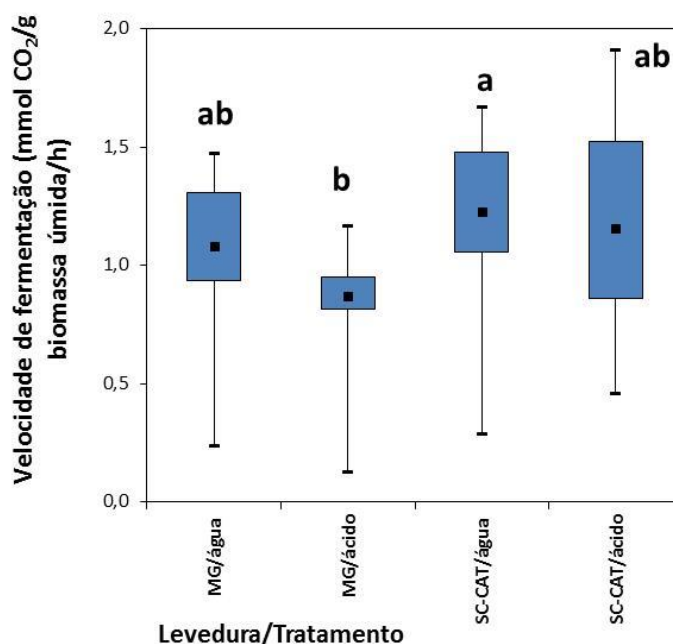 Velocidade de fermentação (mmol CO₂/g
biomassa úmida/h)
2,0
1,5
1,0
0,5
0,0
ab
b
a
ab
MG/água
MG/ácido
SC-CAT/água
SC-CAT/ácido
Levedura/Tratamento